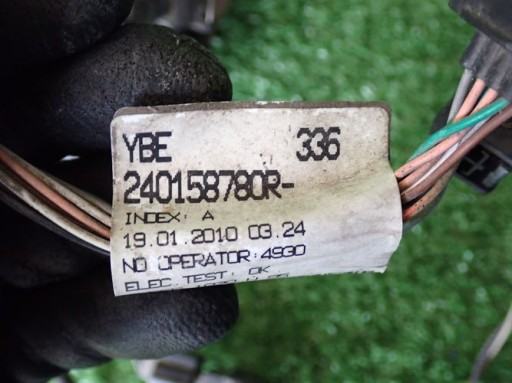 YBE 336
240158780R-
INDEX: A
19.01.2010 03.24
NO OPERATOR:4930
ELEC.TEST: OK